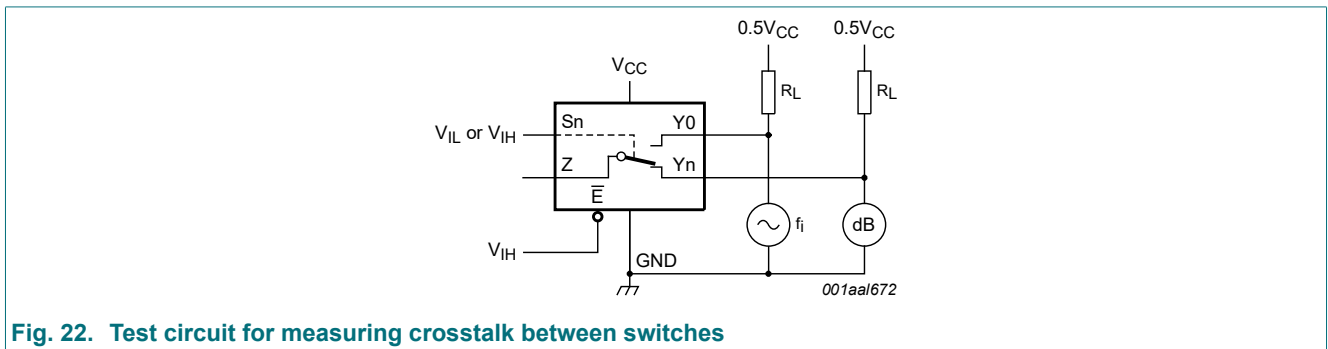 0.5VCC 0.5VCC
VCC
RL RL
VIL or VIH Sn Y0
Z Yn
E̅
fi dB
VIH
GND
001aal672
Fig. 22. Test circuit for measuring crosstalk between switches